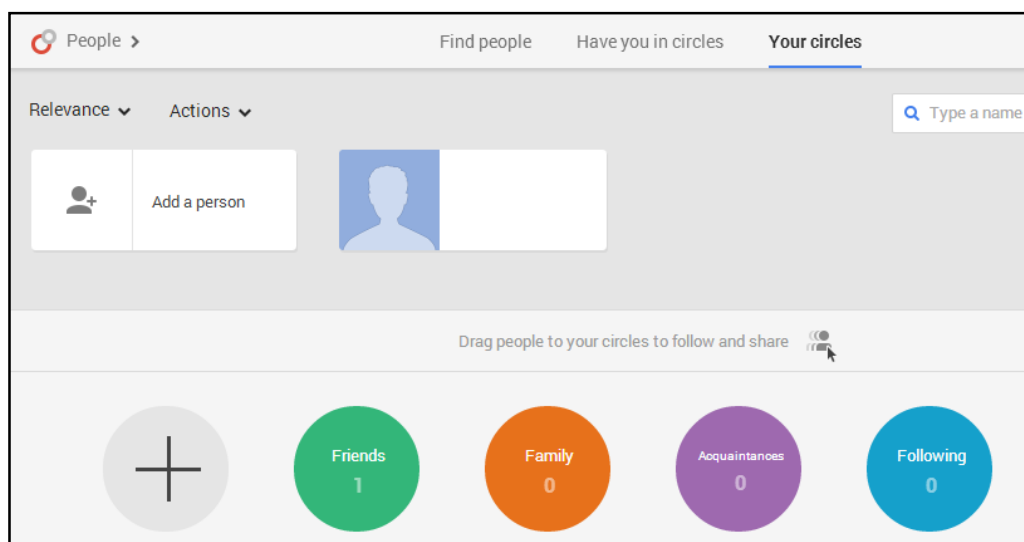 People
Find people
Have you in circles
Your circles
Relevance
Actions
Type a name
Add a person
Drag people to your circles to follow and share
Friends
1
Family
0
Acquaintances
0
Following
0